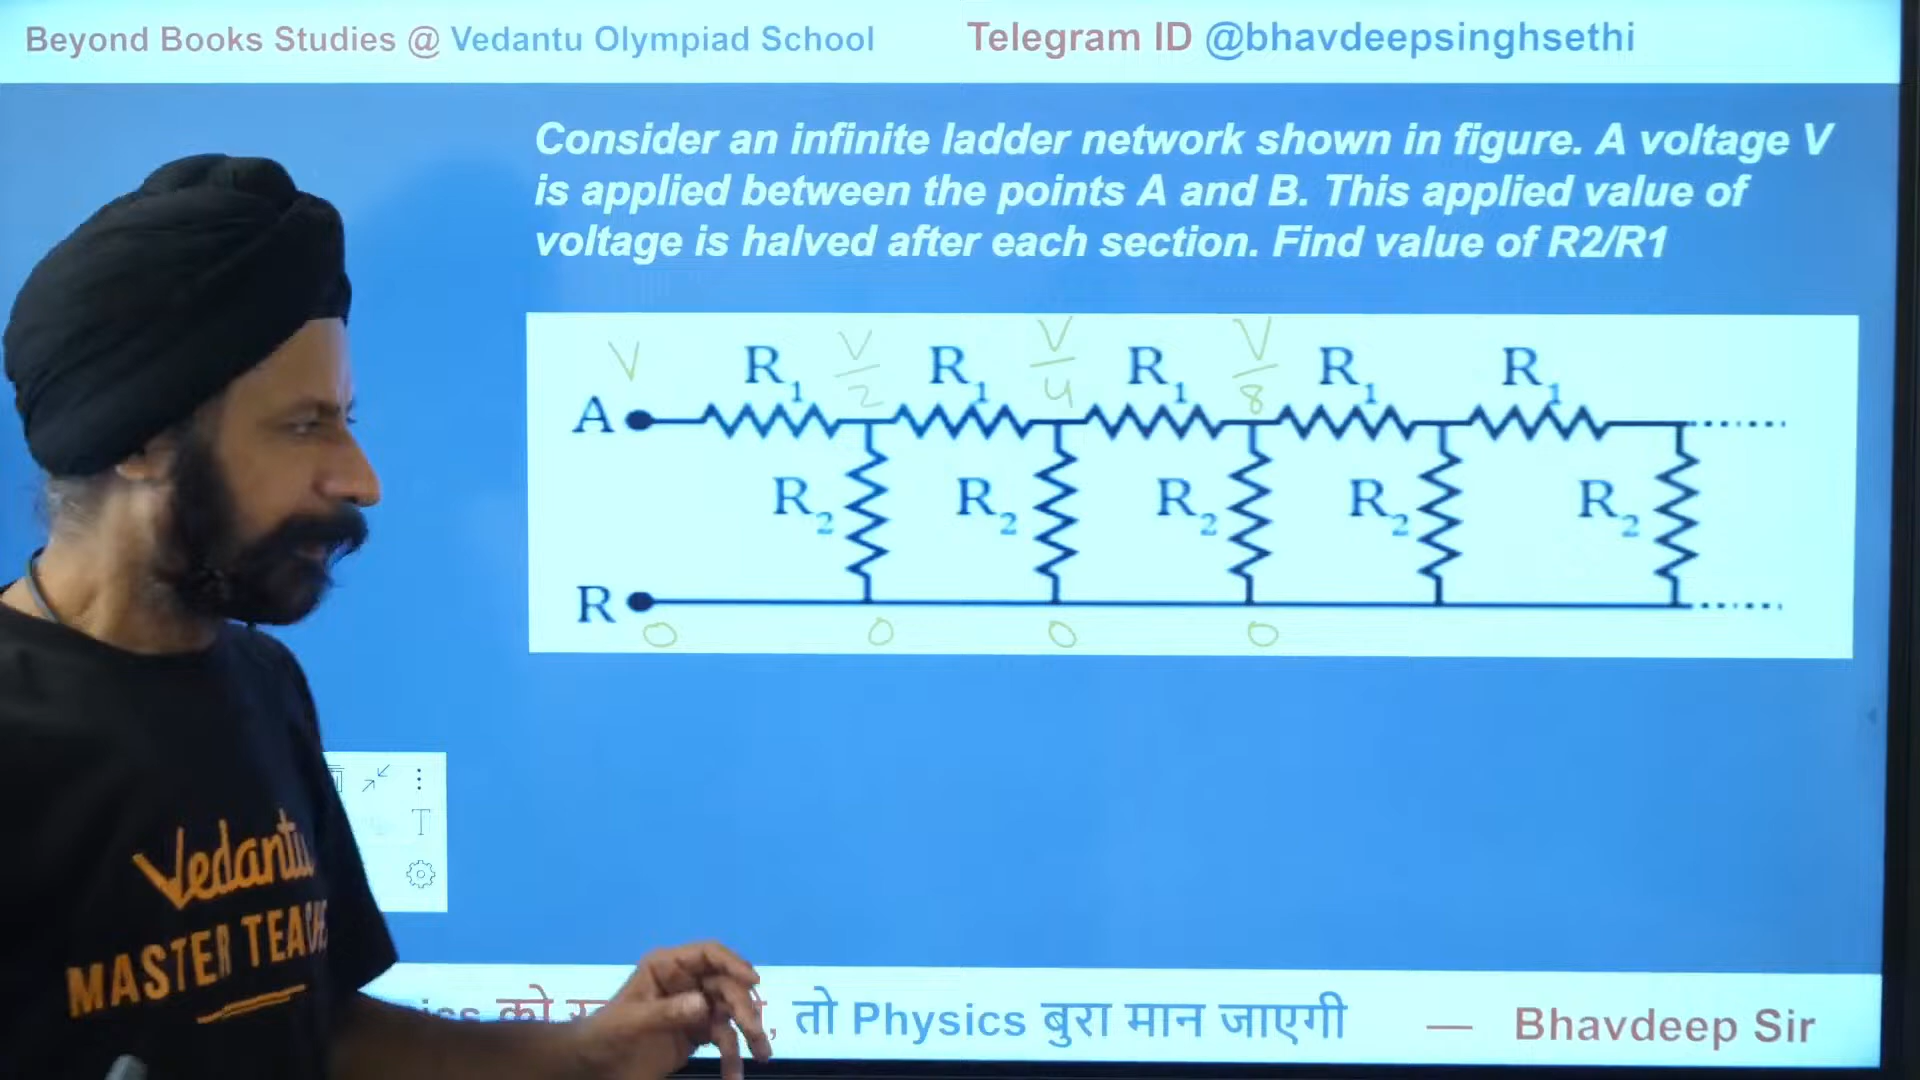 Beyond Books Studies @ Vedantu Olympiad School
Telegram ID @bhavdeepsinghsethi
Consider an infinite ladder network shown in figure. A voltage V
is applied between the points A and B. This applied value of
voltage is halved after each section. Find value of R2/R1
V R₁ V/2 R₁ V/4 R₁ V/8 R₁ R₁
A
R₂ R₂ R₂ R₂ R₂
R
0 0 0 0
T
Vedantu
MASTER
को
तो Physics बुरा मान जाएगी — Bhavdeep Sir